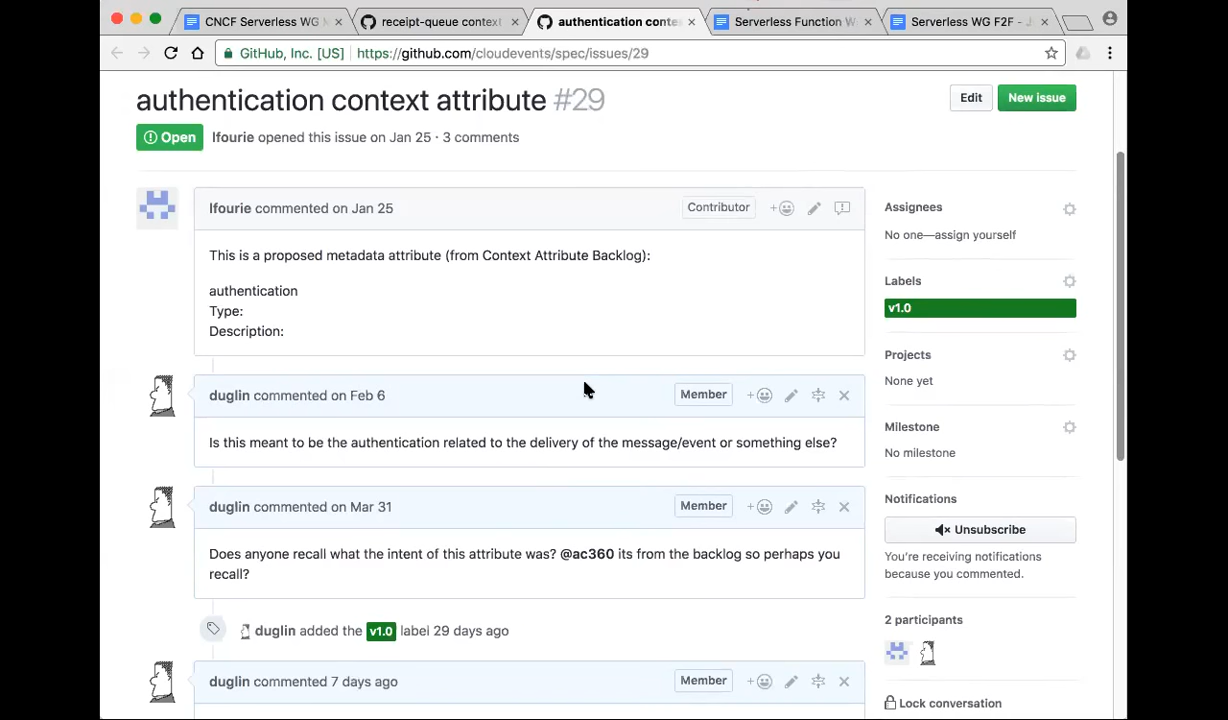 CNCF Serverless WG M
receipt-queue context
authentication conte
Serverless Function W
Serverless WG F2F - J
GitHub, Inc. [US] | https://github.com/cloudevents/spec/issues/29
authentication context attribute #29
Edit
New issue
Open
lfourie opened this issue on Jan 25 · 3 comments
lfourie commented on Jan 25
Contributor
This is a proposed metadata attribute (from Context Attribute Backlog):
authentication
Type:
Description:
duglin commented on Feb 6
Member
Is this meant to be the authentication related to the delivery of the message/event or something else?
duglin commented on Mar 31
Member
Does anyone recall what the intent of this attribute was? @ac360 its from the backlog so perhaps you
recall?
duglin added the v1.0 label 29 days ago
duglin commented 7 days ago
Member
Assignees
No one—assign yourself
Labels
v1.0
Projects
None yet
Milestone
No milestone
Notifications
Unsubscribe
You're receiving notifications
because you commented.
2 participants
Lock conversation